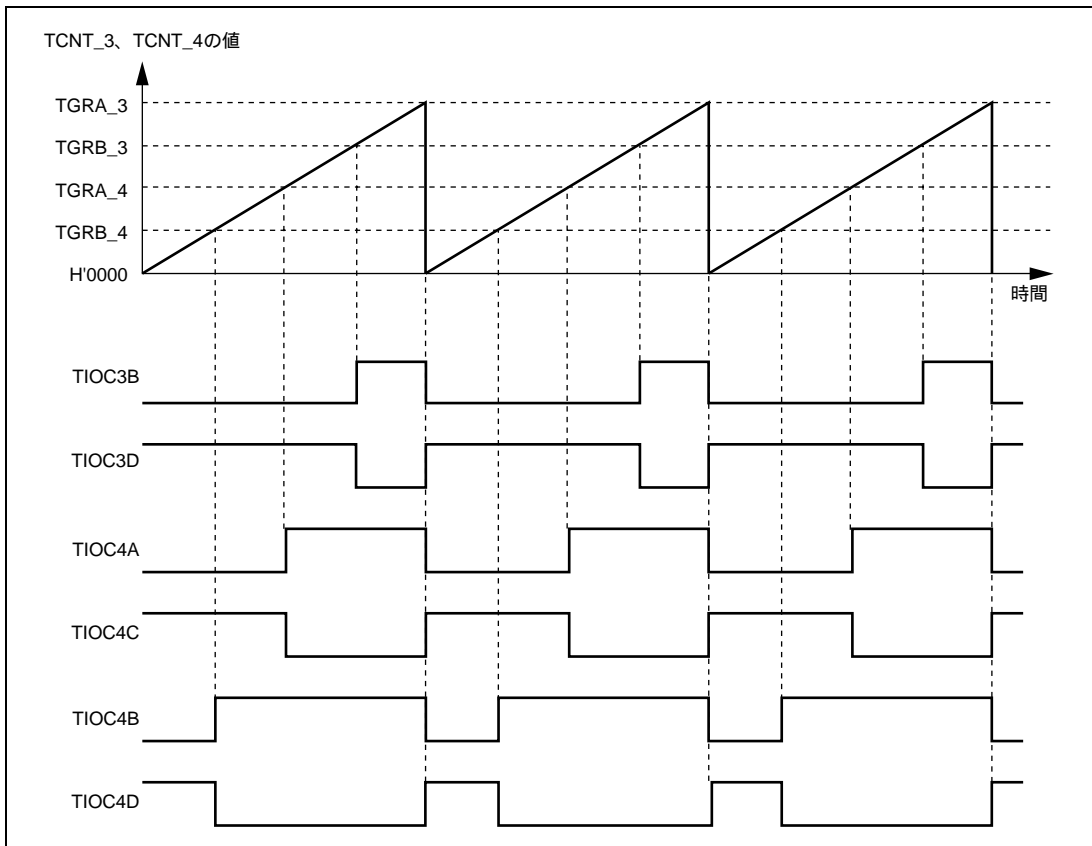 TCNT_3、TCNT_4の値
TGRA_3
TGRB_3
TGRA_4
TGRB_4
H'0000
時間
TIOC3B
TIOC3D
TIOC4A
TIOC4C
TIOC4B
TIOC4D